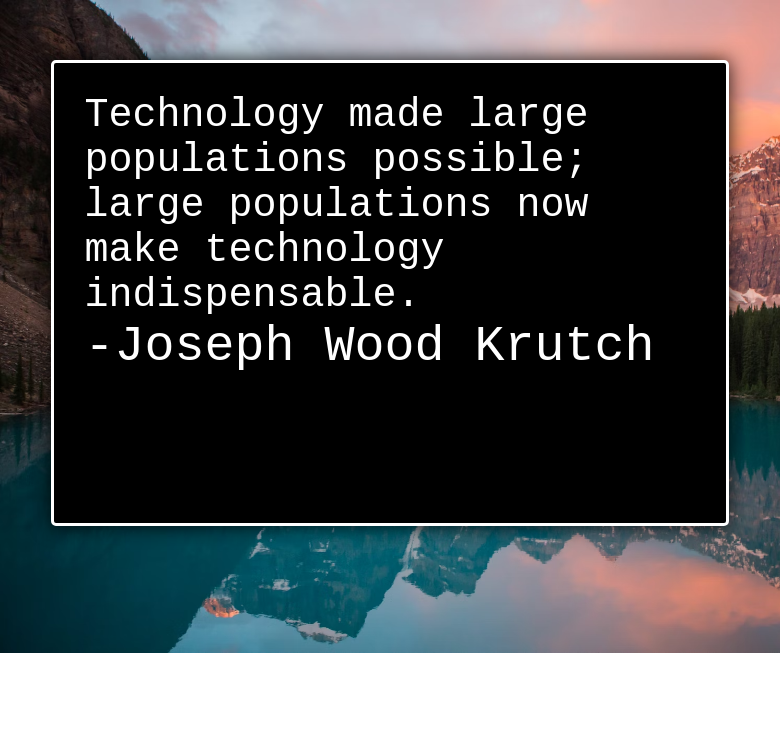 Technology made large
populations possible;
large populations now
make technology
indispensable.
-Joseph Wood Krutch